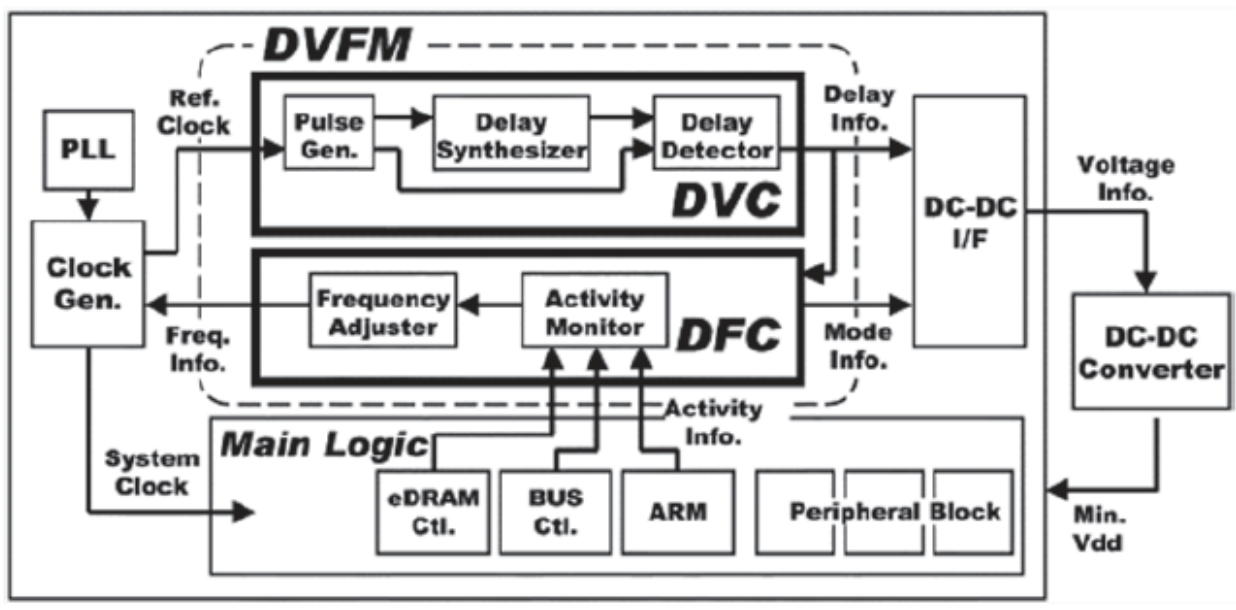 DVFM
Ref.
Clock
Pulse
Gen.
Delay
Synthesizer
Delay
Detector
DVC
Delay
Info.
PLL
Clock
Gen.
DC-DC
I/F
Voltage
Info.
Frequency
Adjuster
Activity
Monitor
DFC
Freq.
Info.
Mode
Info.
DC-DC
Converter
Activity
Info.
Main Logic
System
Clock
eDRAM
Ctl.
BUS
Ctl.
ARM
Peripheral Block
Min.
Vdd